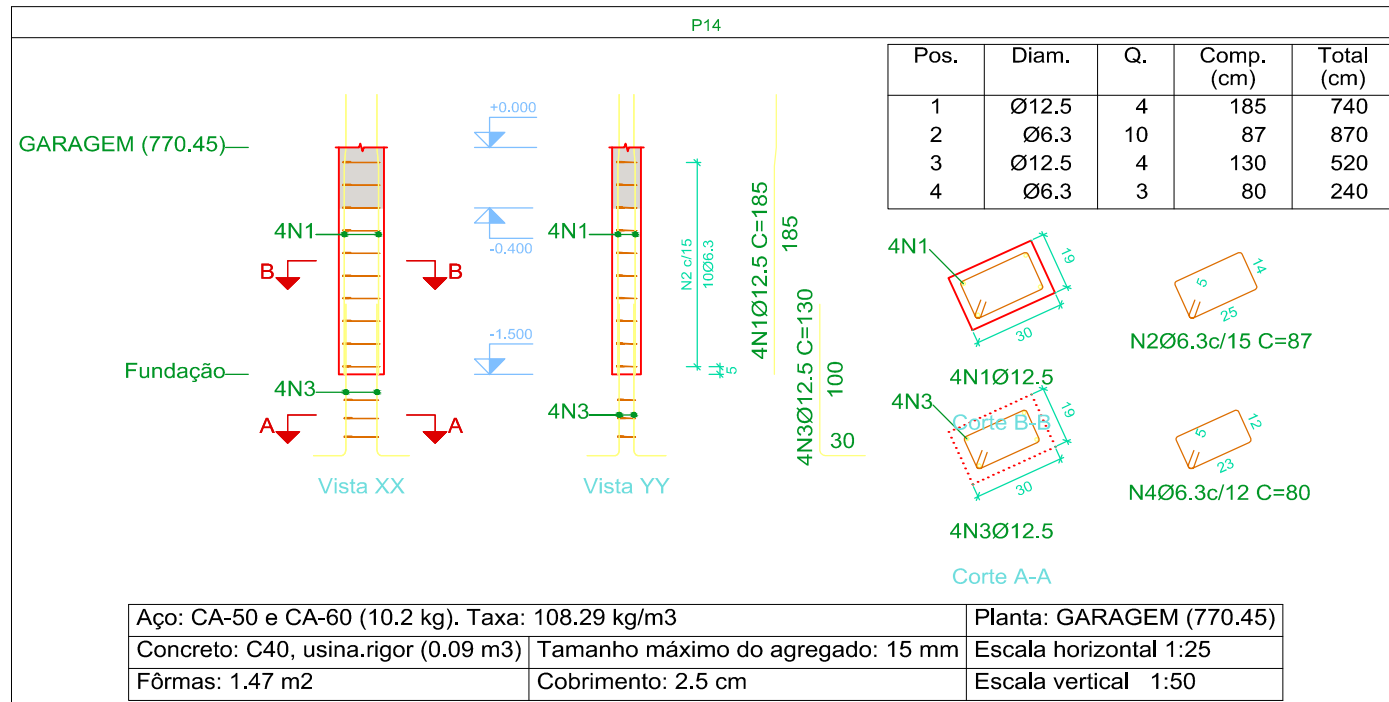 P14
Pos. Diam. Q. Comp. (cm) Total (cm)
1 Ø12.5 4 185 740
2 Ø6.3 10 87 870
3 Ø12.5 4 130 520
4 Ø6.3 3 80 240
GARAGEM (770.45)
Fundação
4N1
B B
4N3
A A
Vista XX
+0.000
-0.400
-1.500
4N1
4N3
Vista YY
N2 c/15
10Ø6.3
5
4N1Ø12.5 C=185
185
4N3Ø12.5 C=130
100
30
4N1
19
30
4N1Ø12.5
Corte B-B
5
14
25
N2Ø6.3c/15 C=87
4N3
19
30
4N3Ø12.5
Corte A-A
5
12
23
N4Ø6.3c/12 C=80
Aço: CA-50 e CA-60 (10.2 kg). Taxa: 108.29 kg/m3
Planta: GARAGEM (770.45)
Concreto: C40, usina.rigor (0.09 m3)
Tamanho máximo do agregado: 15 mm
Escala horizontal 1:25
Fôrmas: 1.47 m2
Cobrimento: 2.5 cm
Escala vertical 1:50